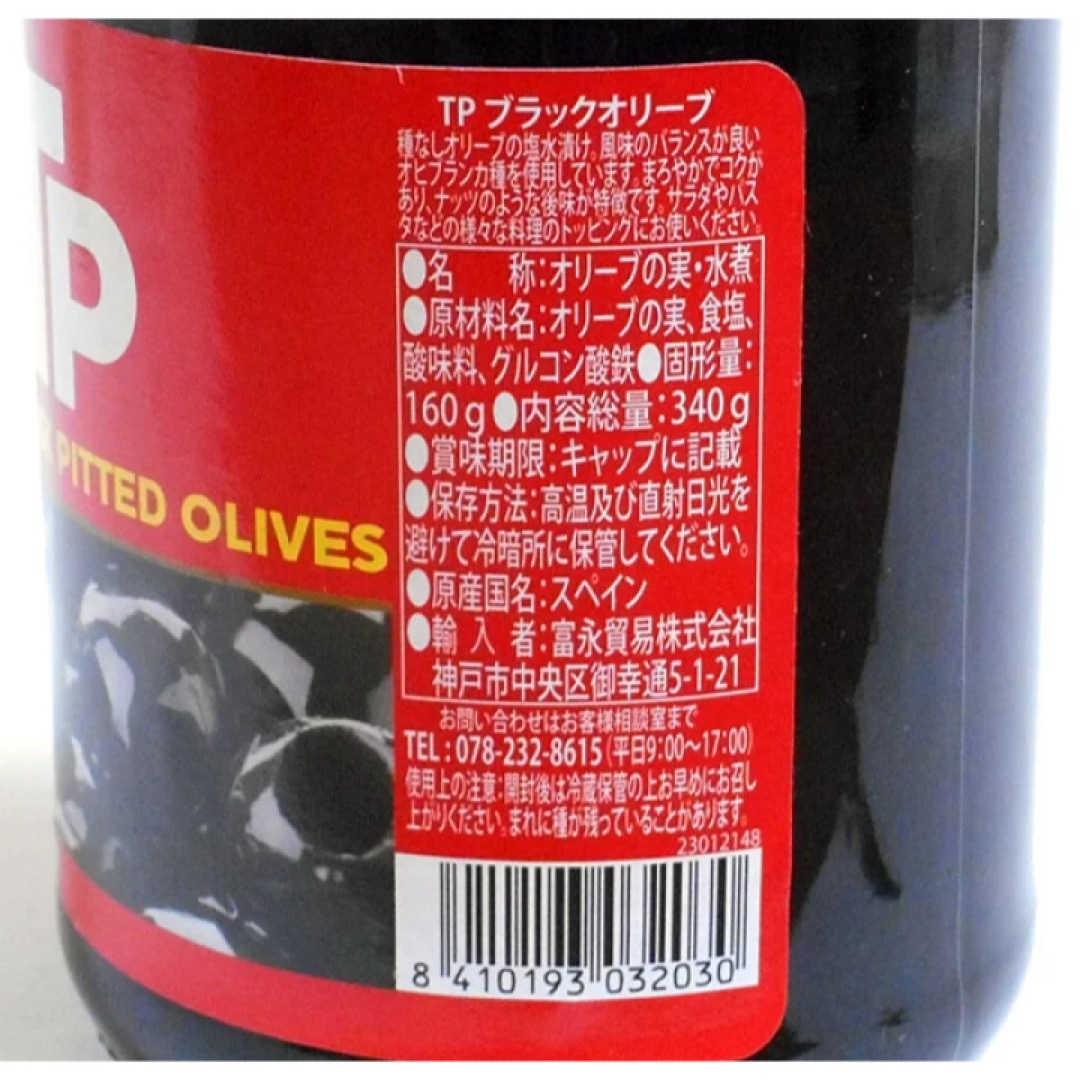 TP
PITTED OLIVES
TP ブラックオリーブ
種なしオリーブの塩水漬け。風味のバランスが良い
オヒブランカ種を使用しています。まろやかでコクが
あり、ナッツのような後味が特徴です。サラダやパス
タなどの様々な料理のトッピングにお使いください。
●名　称：オリーブの実・水煮
●原材料名：オリーブの実、食塩、
酸味料、グルコン酸鉄●固形量：
160g●内容総量：340g
●賞味期限：キャップに記載
●保存方法：高温及び直射日光を
避けて冷暗所に保管してください。
●原産国名：スペイン
●輸入者：富永貿易株式会社
神戸市中央区御幸通5-1-21
お問い合わせはお客様相談室まで
TEL：078-232-8615（平日9：00～17：00）
使用上の注意：開封後は冷蔵保管の上お早めにお召し
上がりください。まれに種が残っていることがあります。
23012148
8 410193 032030